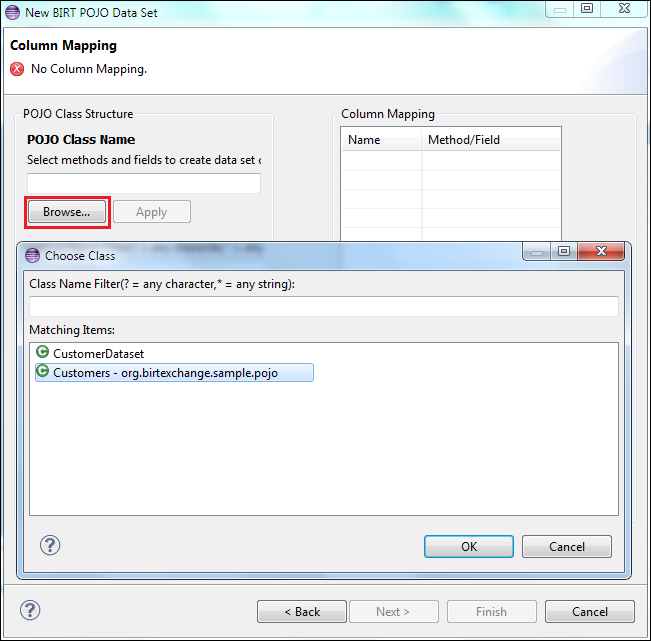 New BIRT POJO Data Set
Column Mapping
No Column Mapping.
POJO Class Structure
Column Mapping
POJO Class Name
Select methods and fields to create data set
Name Method/Field
Browse... Apply
Choose Class
Class Name Filter(? = any character,* = any string):
Matching Items:
CustomerDataset
Customers - org.birtexchange.sample.pojo
OK Cancel
< Back Next > Finish Cancel